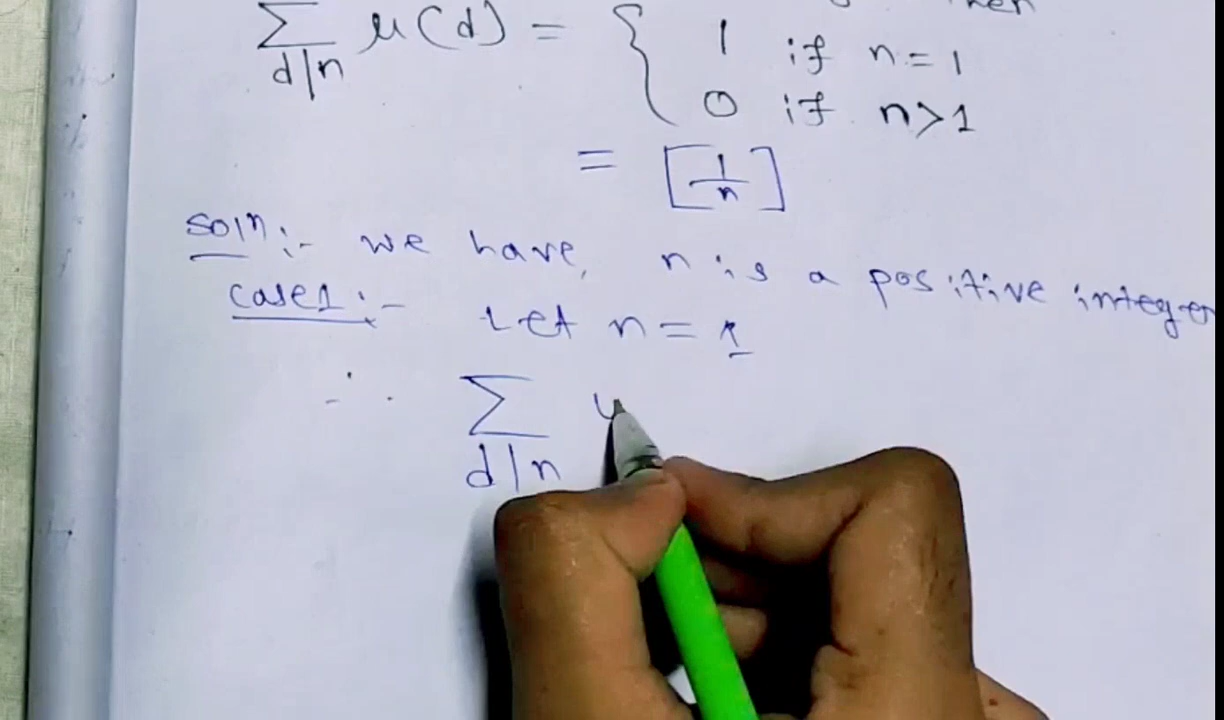 ∑ μ(d) = { 1 if n = 1
d|n 0 if n>1
= [1/n]
soln:- we have, n is a positive integer
case1:- Let n = 1
∴ ∑
d|n